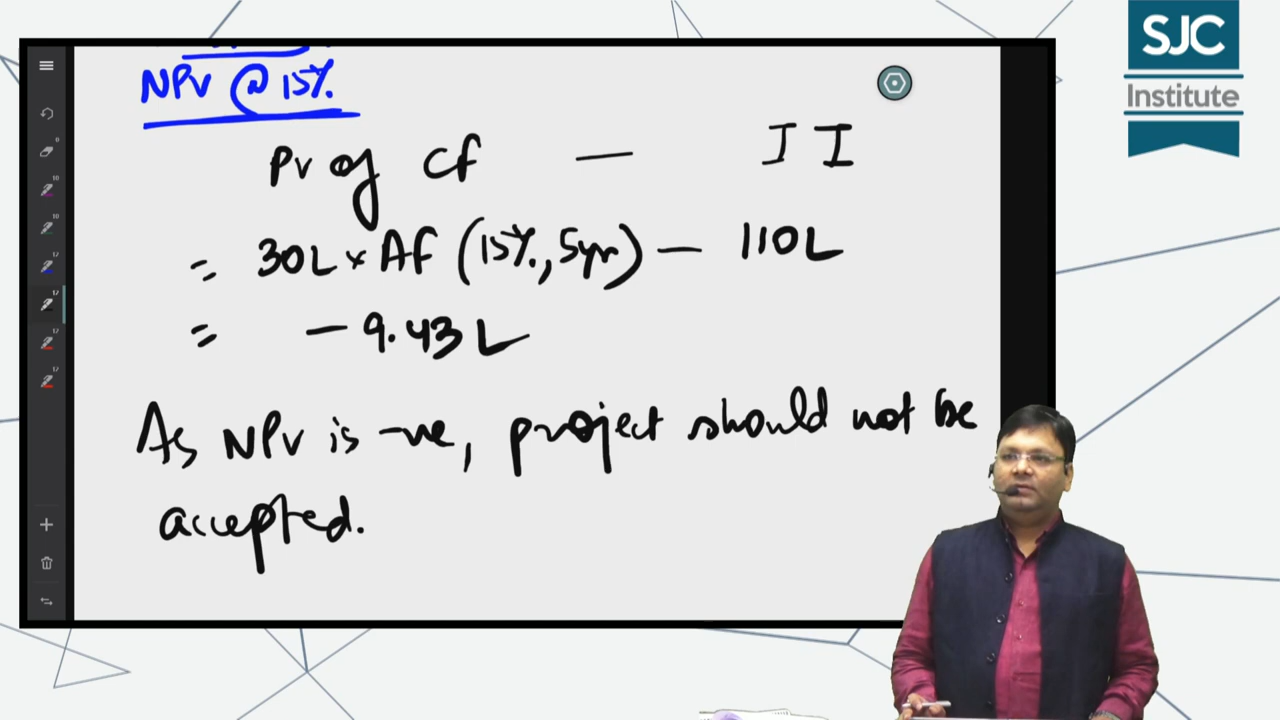 NPV @ 15%
PV of CF — II
= 30L × AF (15%, 5yr) — 110L
= — 9.43 L
As NPV is -ve, project should not be
accepted.
SJC
Institute